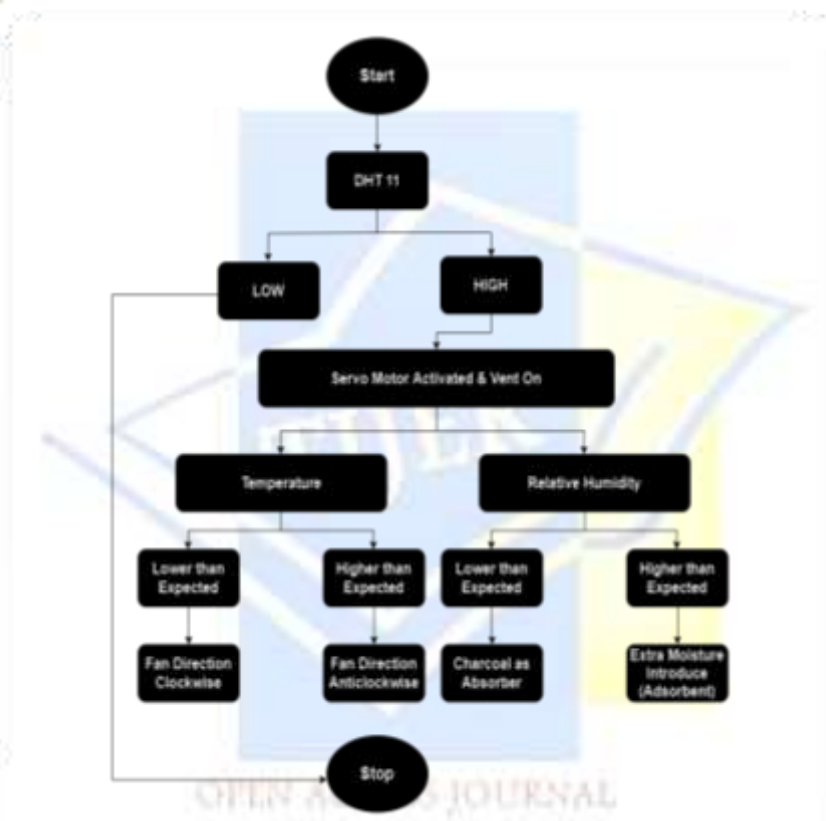 Start
DHT 11
LOW
HIGH
Servo Motor Activated & Vent On
Temperature
Relative Humidity
Lower than
Expected
Higher than
Expected
Lower than
Expected
Higher than
Expected
Fan Direction
Clockwise
Fan Direction
Anticlockwise
Charcoal as
Absorber
Extra Moisture
Introduce
(Adsorbent)
Stop
OPEN JOURNAL